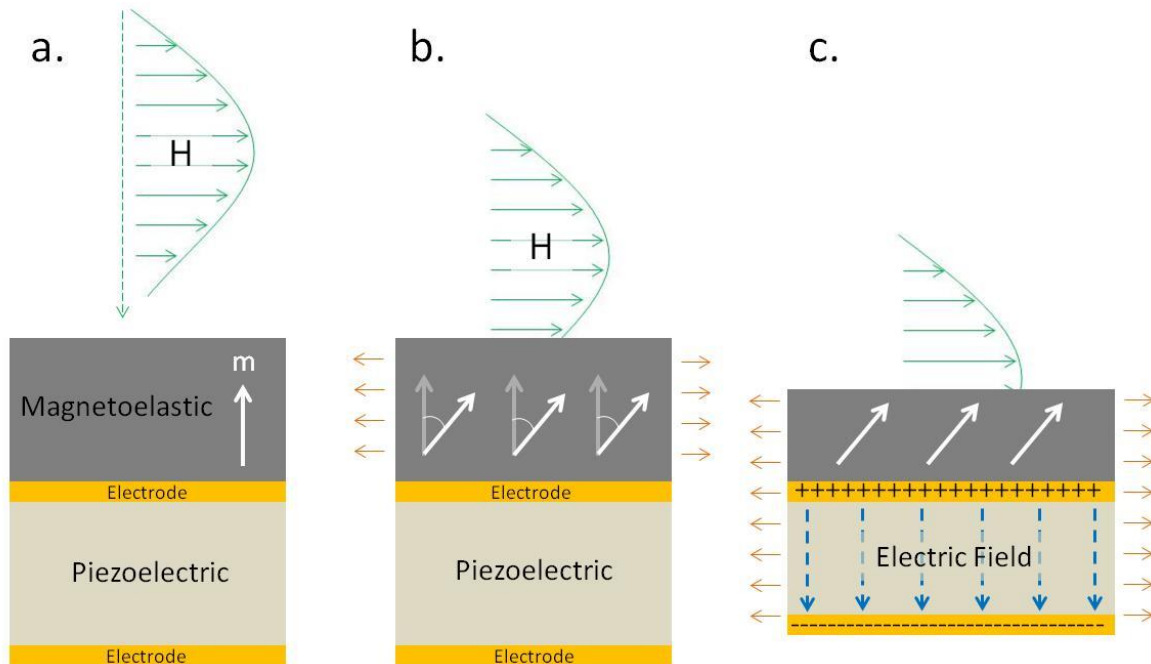 a.
H
m
Magnetoelastic
Electrode
Piezoelectric
Electrode
b.
H
Electrode
Piezoelectric
Electrode
c.
+++++++++++++++++++
Electric Field